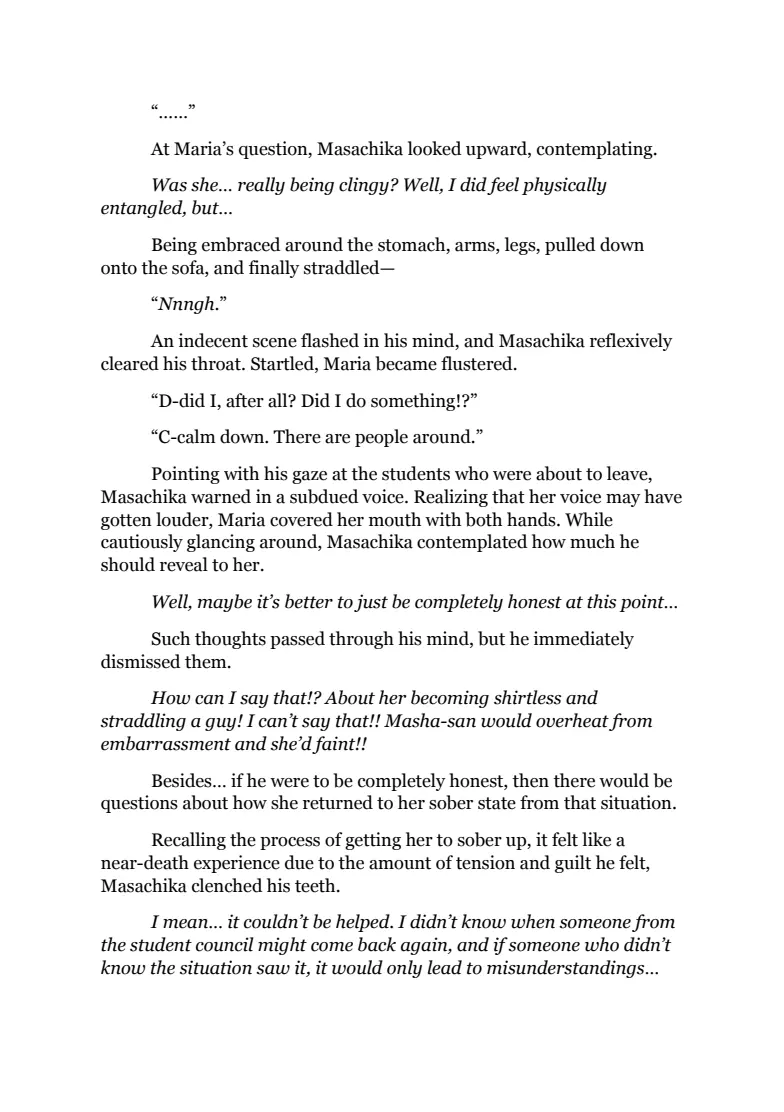 “……”
At Maria’s question, Masachika looked upward, contemplating.
Was she… really being clingy? Well, I did feel physically
entangled, but…
Being embraced around the stomach, arms, legs, pulled down
onto the sofa, and finally straddled—
“Nnngh.”
An indecent scene flashed in his mind, and Masachika reflexively
cleared his throat. Startled, Maria became flustered.
“D-did I, after all? Did I do something!?”
“C-calm down. There are people around.”
Pointing with his gaze at the students who were about to leave,
Masachika warned in a subdued voice. Realizing that her voice may have
gotten louder, Maria covered her mouth with both hands. While
cautiously glancing around, Masachika contemplated how much he
should reveal to her.
Well, maybe it’s better to just be completely honest at this point…
Such thoughts passed through his mind, but he immediately
dismissed them.
How can I say that!? About her becoming shirtless and
straddling a guy! I can’t say that!! Masha-san would overheat from
embarrassment and she’d faint!!
Besides… if he were to be completely honest, then there would be
questions about how she returned to her sober state from that situation.
Recalling the process of getting her to sober up, it felt like a
near-death experience due to the amount of tension and guilt he felt,
Masachika clenched his teeth.
I mean… it couldn’t be helped. I didn’t know when someone from
the student council might come back again, and if someone who didn’t
know the situation saw it, it would only lead to misunderstandings…